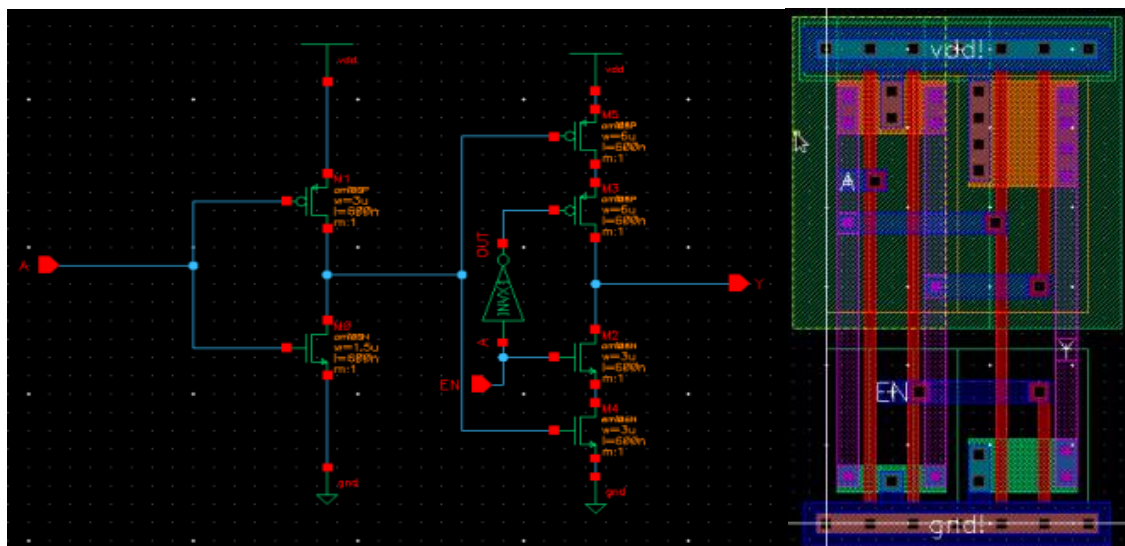 vdd!
vdd!
vdd!
M5
ami06P
w=6u
l=600n
m:1
M1
ami06P
w=3u
l=600n
m:1
M3
ami06P
w=6u
l=600n
m:1
A
OUT
A
INVX1
Y
M0
ami06N
w=1.5u
l=600n
m:1
M2
ami06N
w=3u
l=600n
m:1
A
EN
Y
EN
M4
ami06N
w=3u
l=600n
m:1
gnd
gnd
gnd!